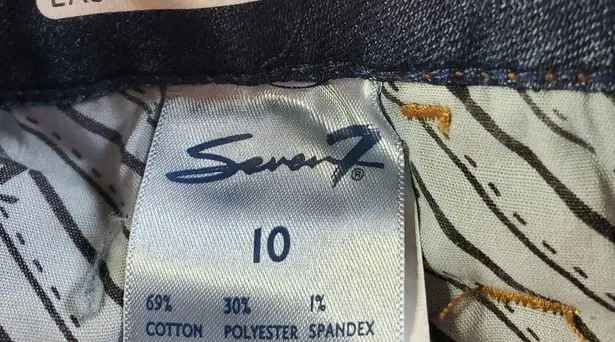 Seven7®
10
69% 30% 1%
COTTON POLYESTER SPANDEX